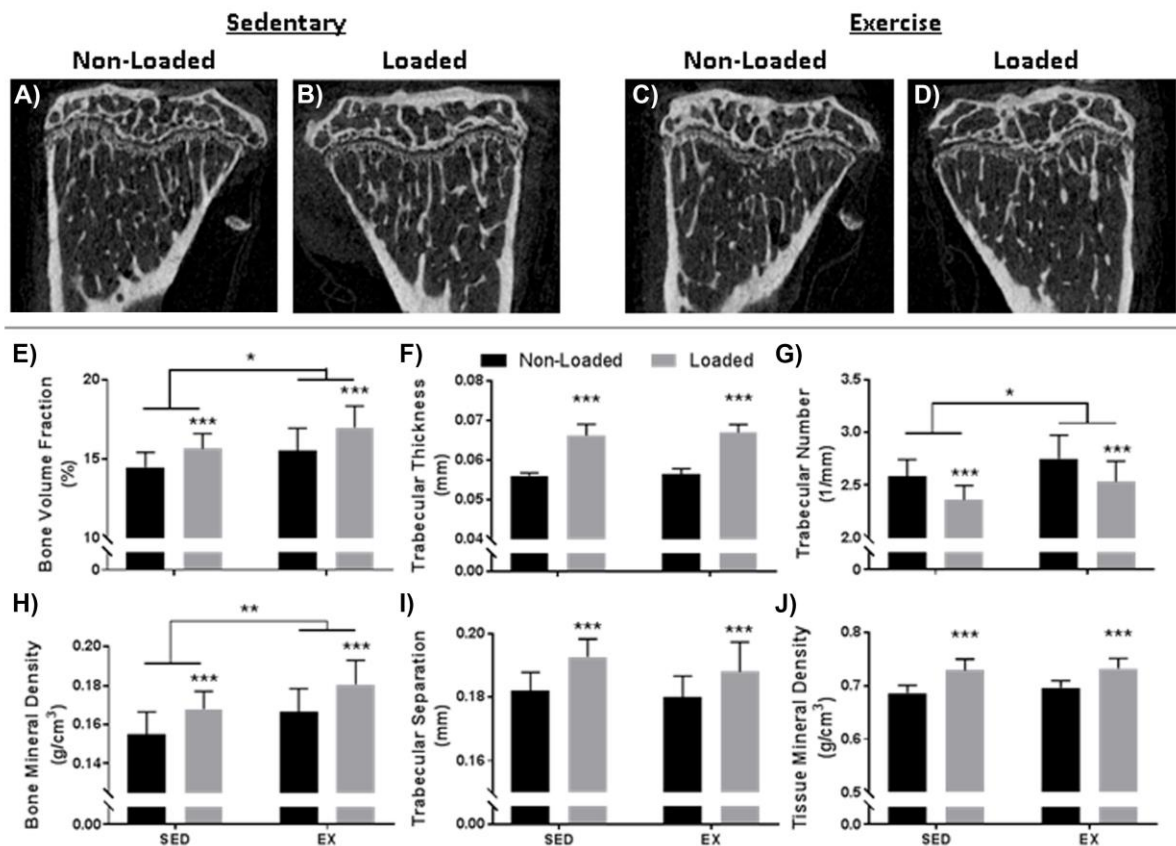 Sedentary
Exercise
Non-Loaded
Loaded
Non-Loaded
Loaded
A)
B)
C)
D)
E)
Bone Volume Fraction
(%)
20
15
10
0
*
***
***
F)
Non-Loaded
Loaded
Trabecular Thickness
(mm)
0.08
0.07
0.06
0.05
0.04
0.00
***
***
G)
Trabecular Number
(1/mm)
3.5
3.0
2.5
2.0
0
*
***
***
H)
Bone Mineral Density
(g/cm³)
0.20
0.18
0.16
0.14
0.00
**
***
***
SED
EX
I)
Trabecular Separation
(mm)
0.20
0.18
0.16
0.00
***
***
SED
EX
J)
Tissue Mineral Density
(g/cm³)
0.8
0.7
0.6
0.5
0.0
***
***
SED
EX